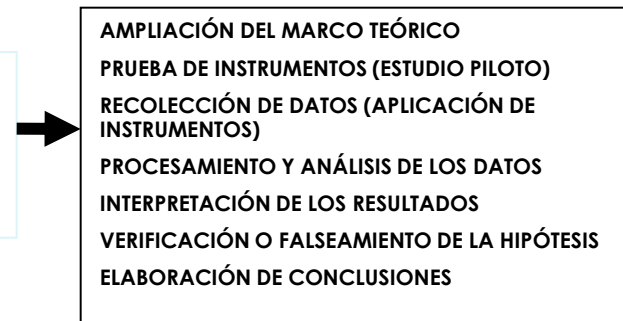 AMPLIACIÓN DEL MARCO TEÓRICO
PRUEBA DE INSTRUMENTOS (ESTUDIO PILOTO)
RECOLECCIÓN DE DATOS (APLICACIÓN DE
INSTRUMENTOS)
PROCESAMIENTO Y ANÁLISIS DE LOS DATOS
INTERPRETACIÓN DE LOS RESULTADOS
VERIFICACIÓN O FALSEAMIENTO DE LA HIPÓTESIS
ELABORACIÓN DE CONCLUSIONES